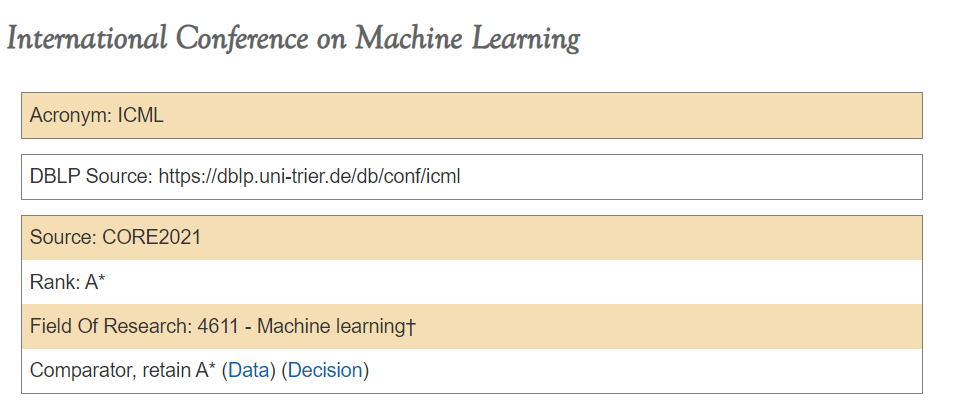 International Conference on Machine Learning
Acronym: ICML
DBLP Source: https://dblp.uni-trier.de/db/conf/icml
Source: CORE2021
Rank: A*
Field Of Research: 4611 - Machine learning†
Comparator, retain A* (Data) (Decision)